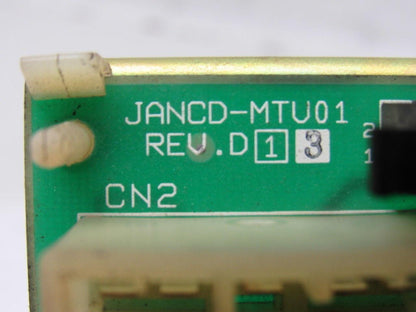 JANCD-MTU01
REV.D 1 3
2
1
CN2